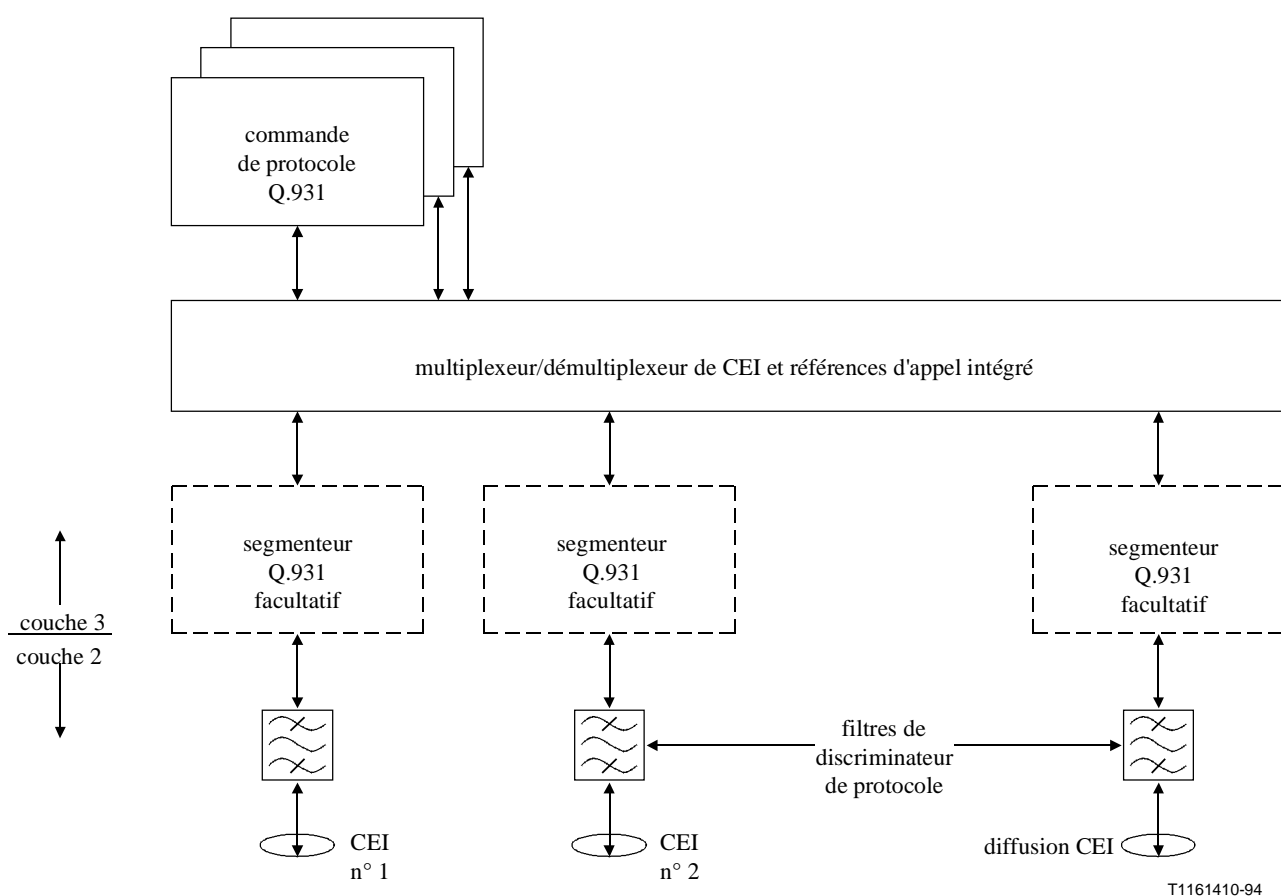 commande
de protocole
Q.931
multiplexeur/démultiplexeur de CEI et références d'appel intégré
segmenteur
Q.931
facultatif
segmenteur
Q.931
facultatif
segmenteur
Q.931
facultatif
couche 3
couche 2
filtres de
discriminateur
de protocole
CEI
n° 1
CEI
n° 2
diffusion CEI
T1161410-94